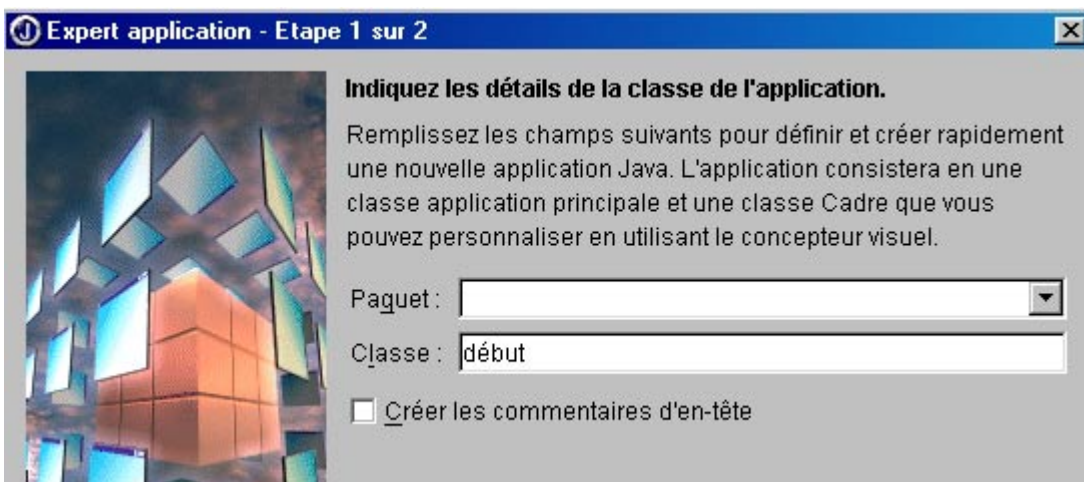 Expert application - Etape 1 sur 2
Indiquez les détails de la classe de l'application.
Remplissez les champs suivants pour définir et créer rapidement
une nouvelle application Java. L'application consistera en une
classe application principale et une classe Cadre que vous
pouvez personnaliser en utilisant le concepteur visuel.
Paquet :
Classe : début
Créer les commentaires d'en-tête